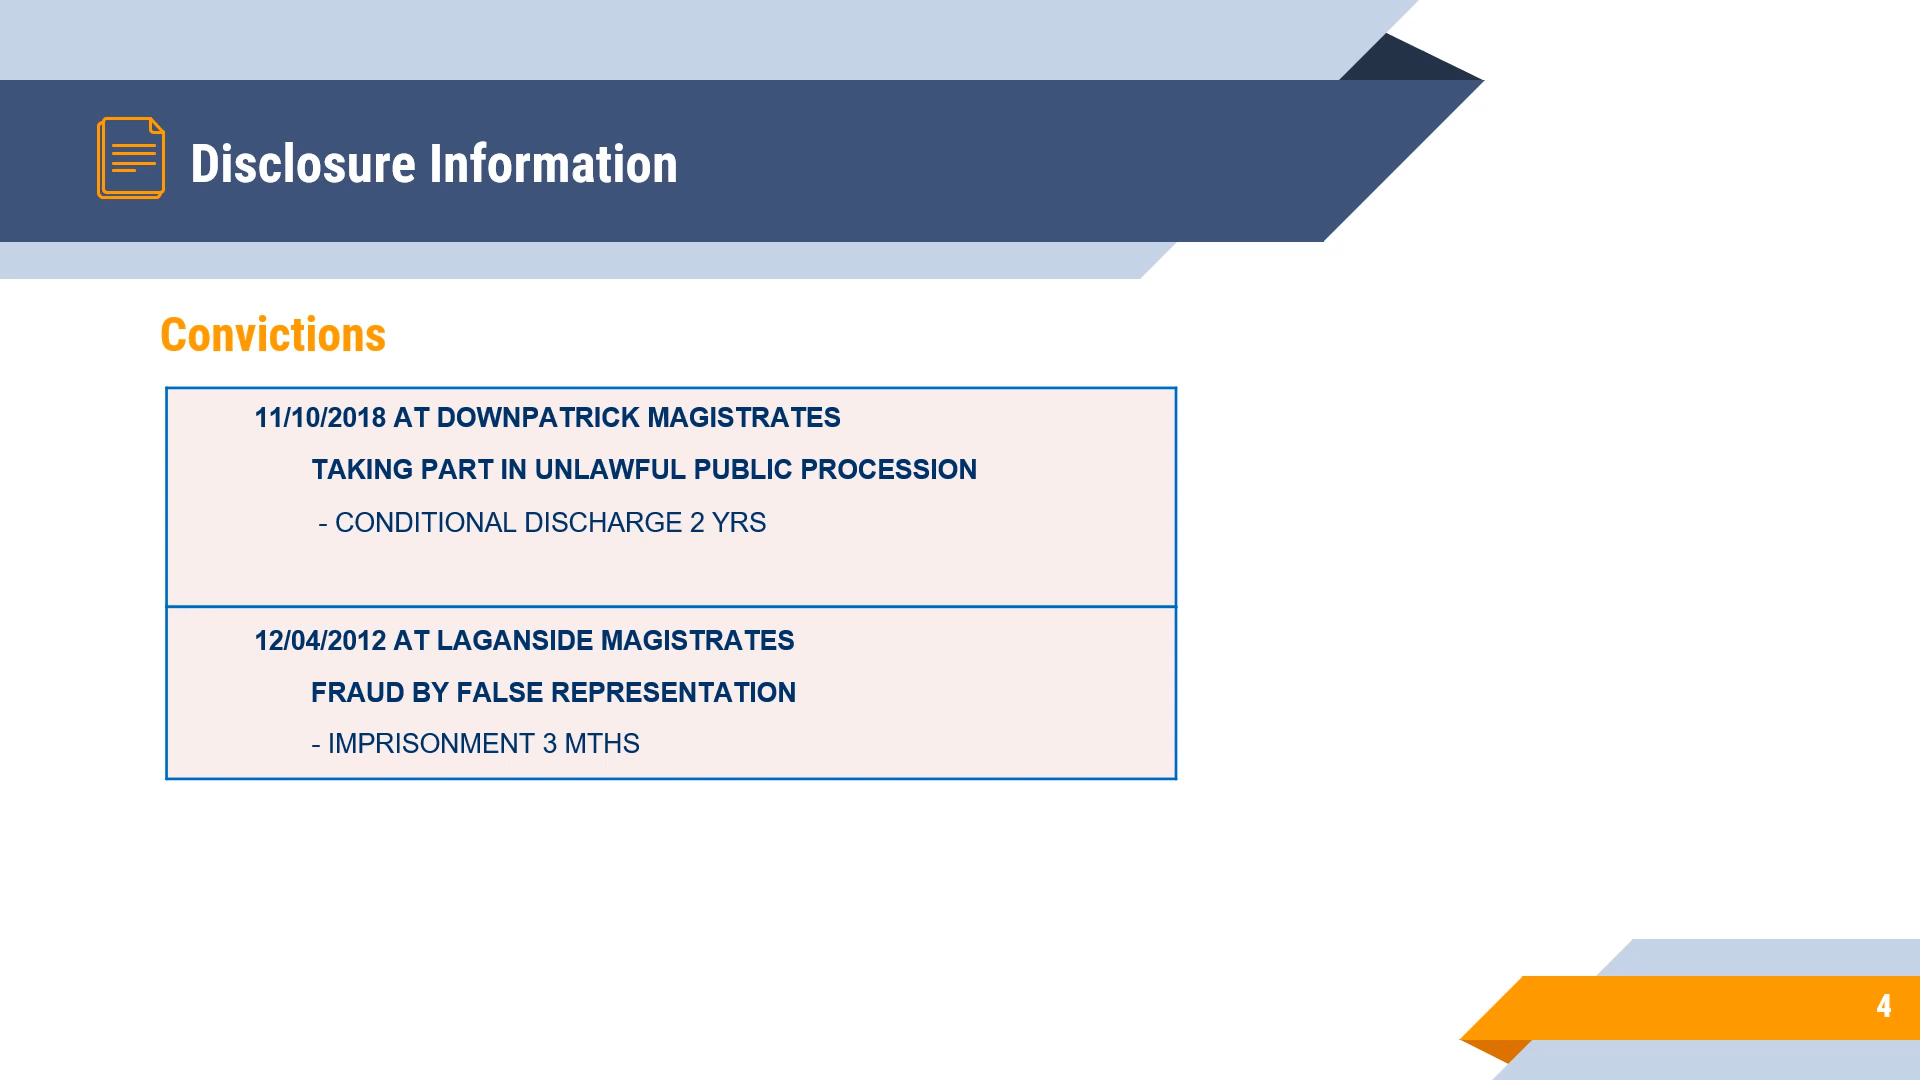 Disclosure Information
Convictions
11/10/2018 AT DOWNPATRICK MAGISTRATES
TAKING PART IN UNLAWFUL PUBLIC PROCESSION
- CONDITIONAL DISCHARGE 2 YRS
12/04/2012 AT LAGANSIDE MAGISTRATES
FRAUD BY FALSE REPRESENTATION
- IMPRISONMENT 3 MTHS
4